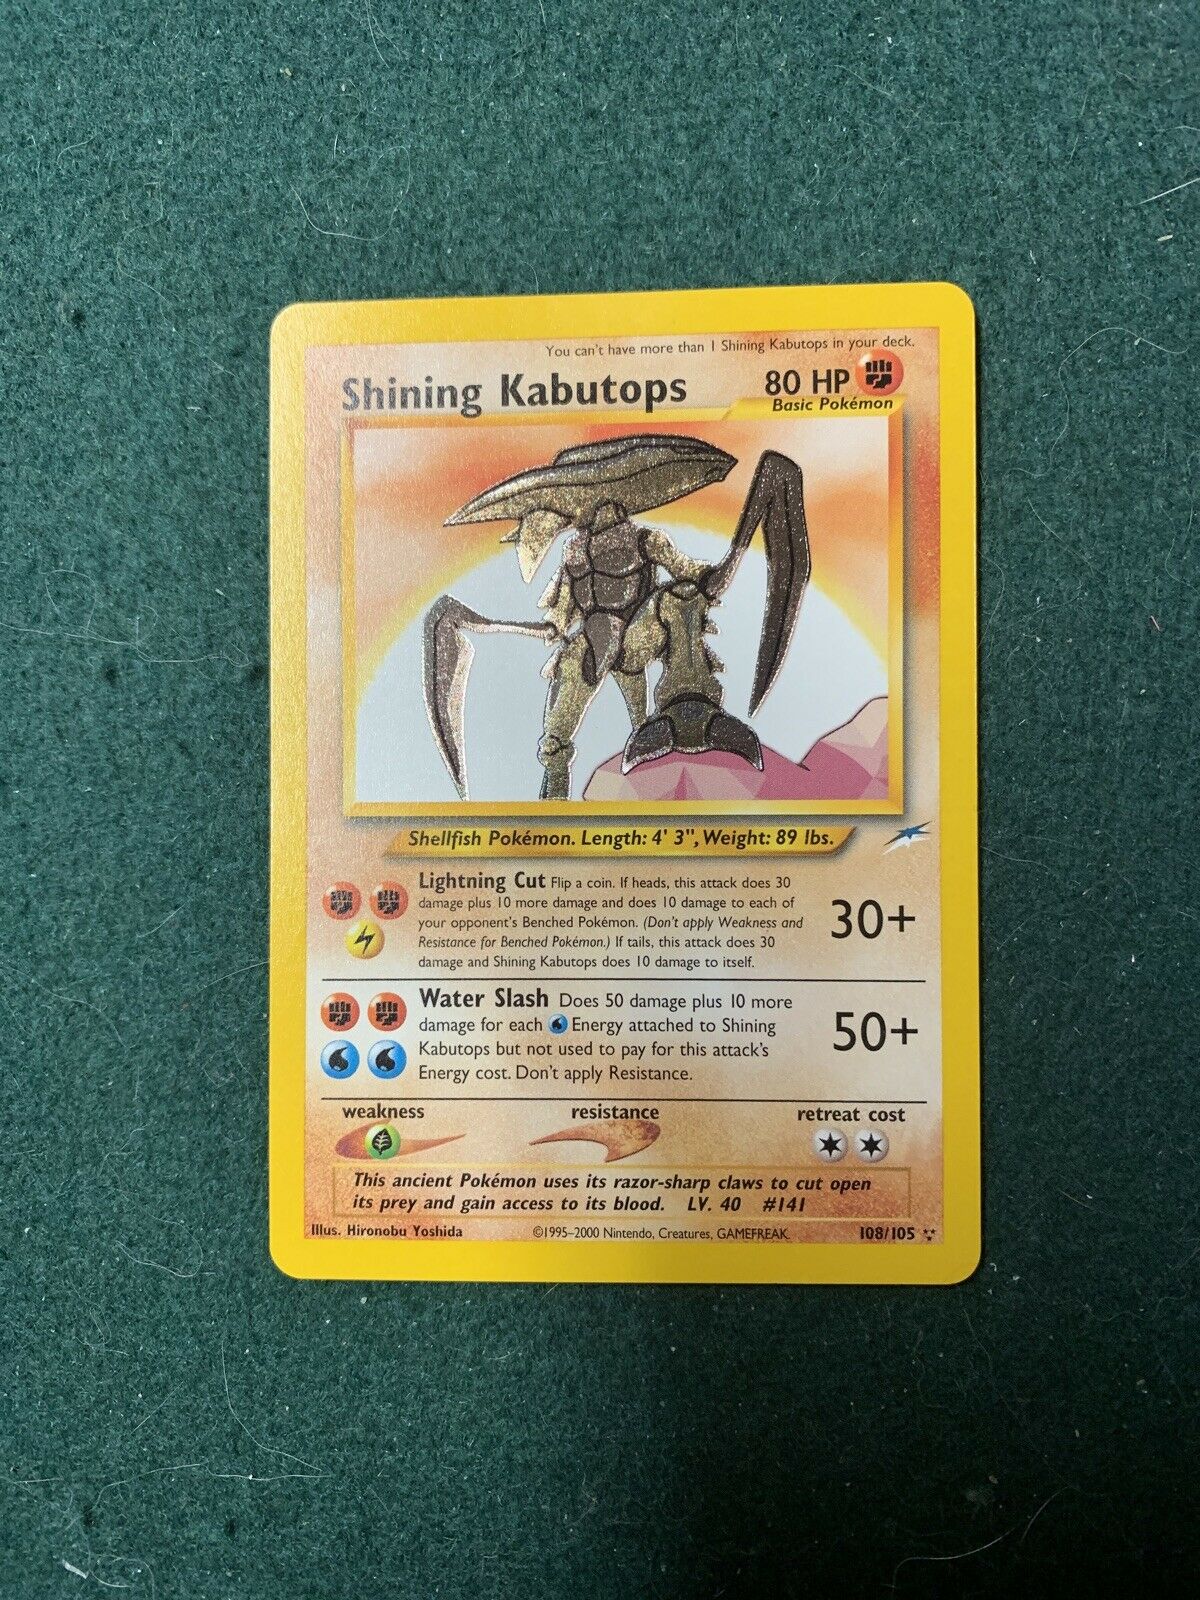 You can't have more than 1 Shining Kabutops in your deck.
Shining Kabutops 80 HP
Basic Pokémon
Shellfish Pokémon. Length: 4' 3", Weight: 89 lbs.
Lightning Cut Flip a coin. If heads, this attack does 30
damage plus 10 more damage and does 10 damage to each of
your opponent's Benched Pokémon. (Don't apply Weakness and
Resistance for Benched Pokémon.) If tails, this attack does 30
damage and Shining Kabutops does 10 damage to itself.
30+
Water Slash Does 50 damage plus 10 more
damage for each Energy attached to Shining
Kabutops but not used to pay for this attack's
Energy cost. Don't apply Resistance.
50+
weakness resistance retreat cost
This ancient Pokémon uses its razor-sharp claws to cut open
its prey and gain access to its blood. LV. 40 #141
Illus. Hironobu Yoshida ©1995–2000 Nintendo, Creatures, GAMEFREAK. 108/105